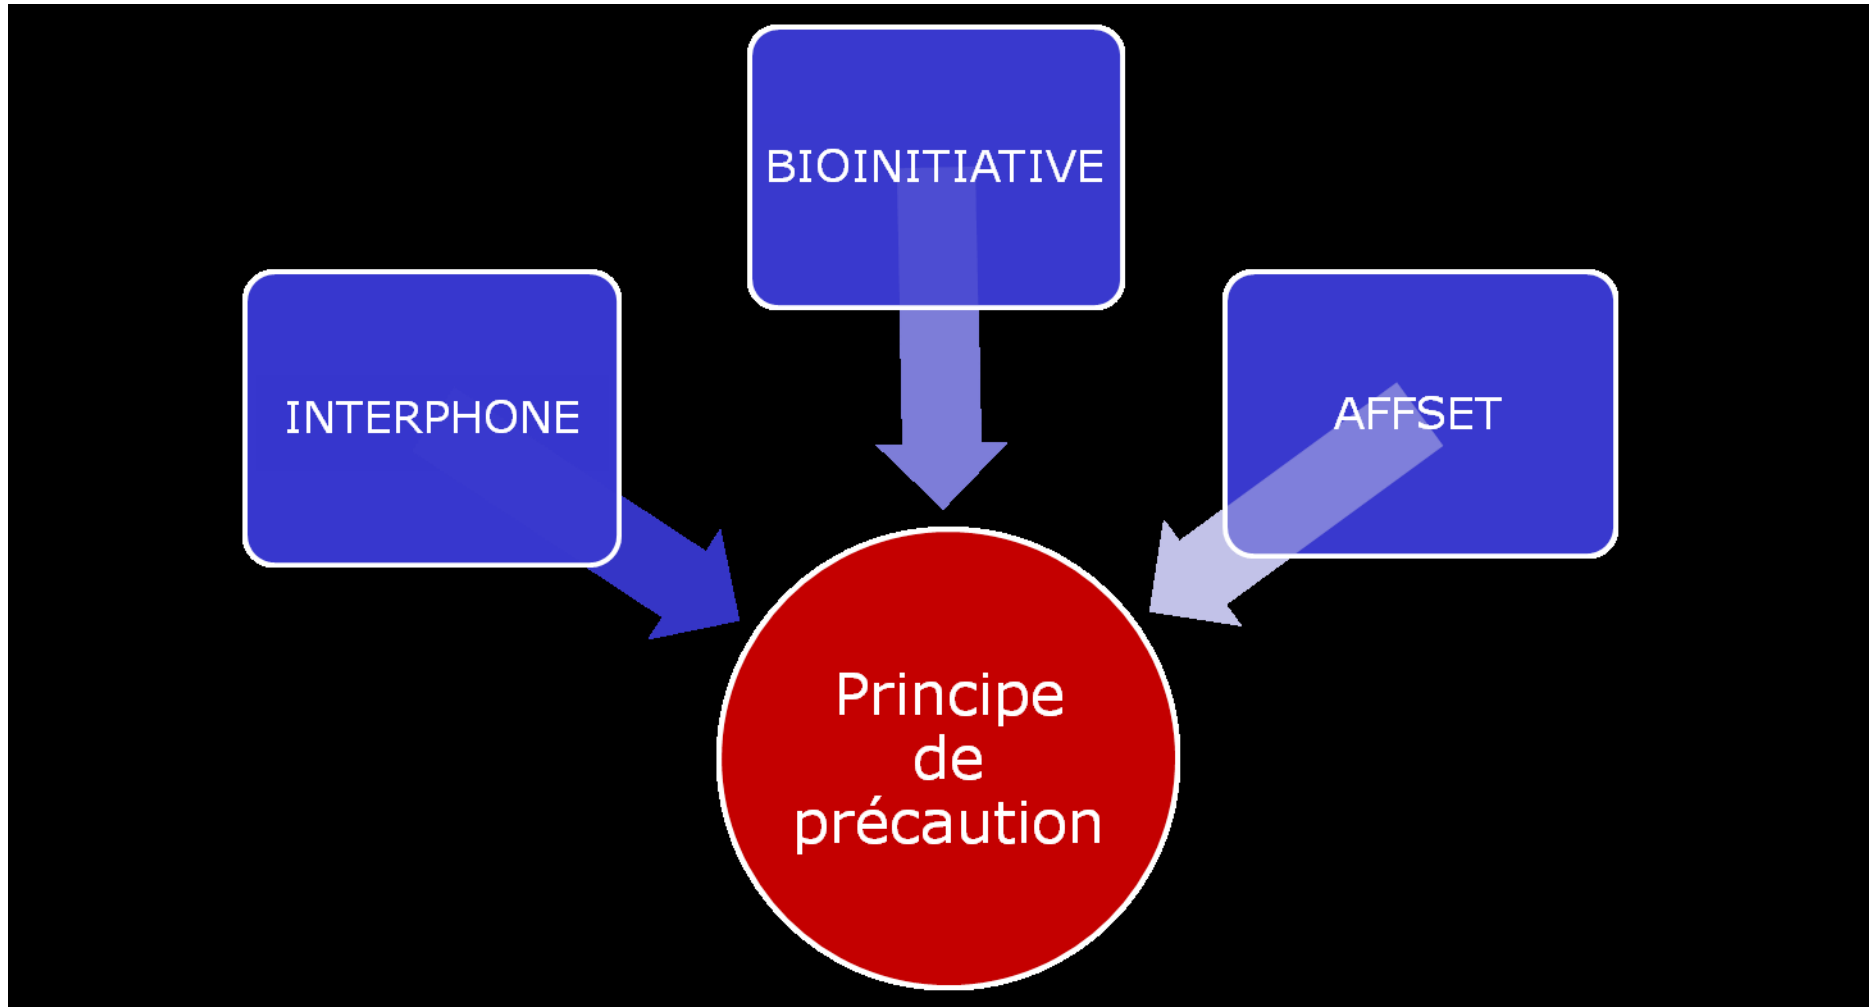 BIOINITIATIVE
INTERPHONE
AFFSET
Principe
de
précaution